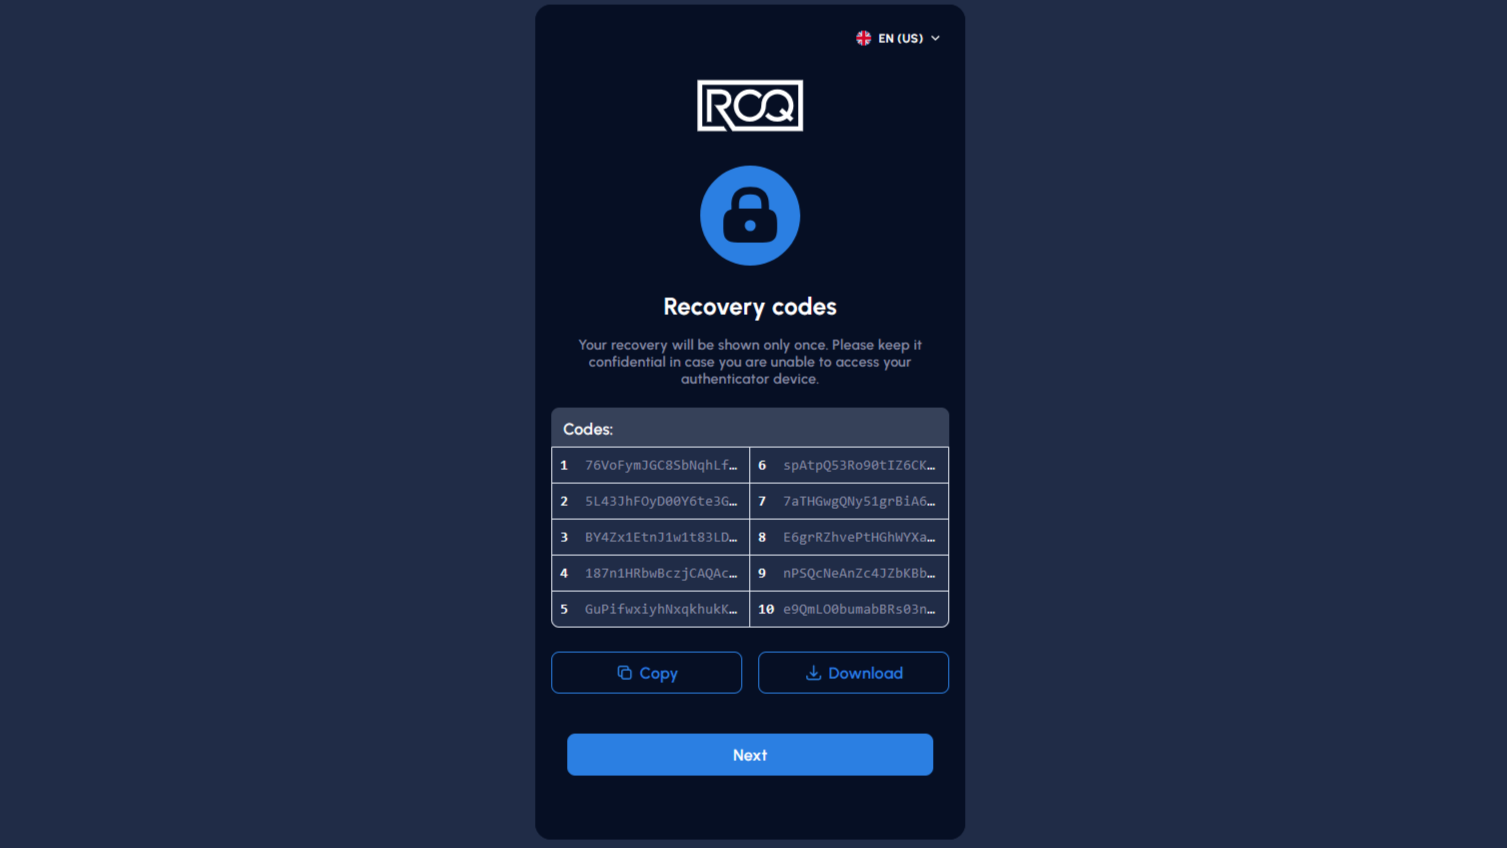 EN (US)
RCQ
Recovery codes
Your recovery will be shown only once. Please keep it
confidential in case you are unable to access your
authenticator device.
Codes:
1 76VoFymJGC8SbNqhLf…
6 spAtpQ53Ro90tIZ6CK…
2 5L43JhFOyD00Y6te3G…
7 7aTHGwgQNy51grBiA6…
3 BY4Zx1EtnJ1w1t83LD…
8 E6grRZhvePtHGhWYXa…
4 187n1HRbwBczjCAQAc…
9 nPSQcNeAnZc4JZbKBb…
5 GuPifwxiyhNxqkhukK…
10 e9QmLO0bumabBRs03n…
Copy
Download
Next